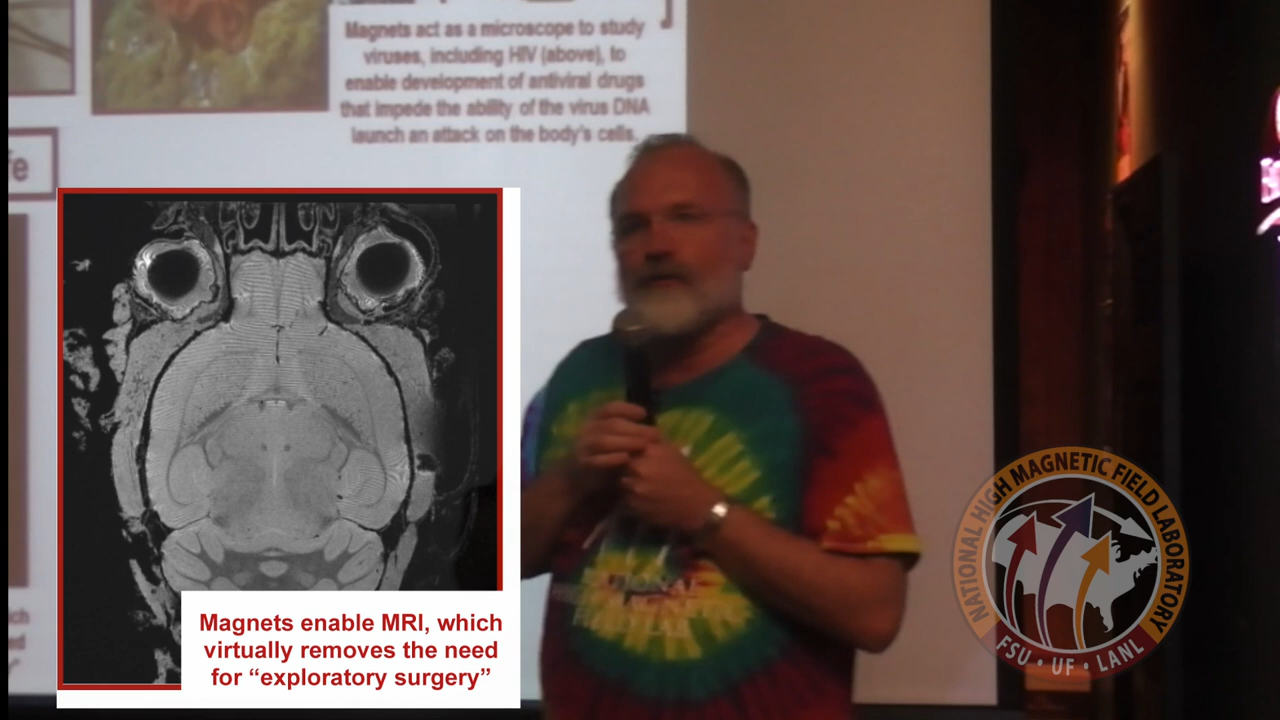 Magnets act as a microscope to study
viruses, including HIV (above), to
enable development of antiviral drugs
that impede the ability of the virus DNA
launch an attack on the body's cells.
fe
Magnets enable MRI, which
virtually removes the need
for “exploratory surgery”
NATIONAL HIGH MAGNETIC FIELD LABORATORY
FSU • UF • LANL